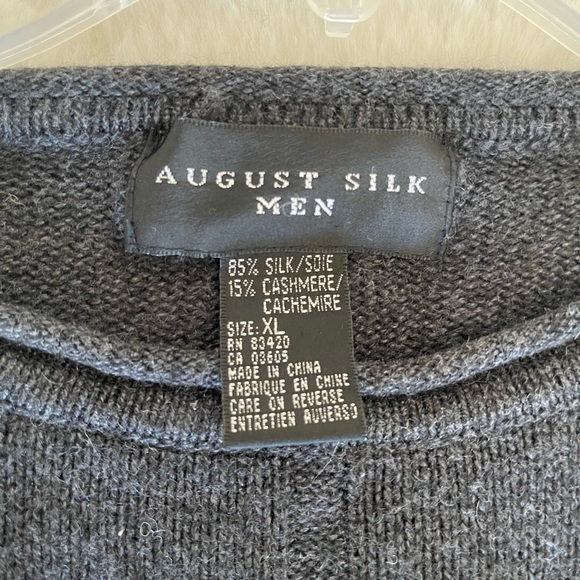 AUGUST SILK
MEN
85% SILK/SOIE
15% CASHMERE/
CACHEMIRE
SIZE: XL
RN 83420
CA 03605
MADE IN CHINA
FABRIQUE EN CHINE
CARE ON REVERSE
ENTRETIEN AUVERSO